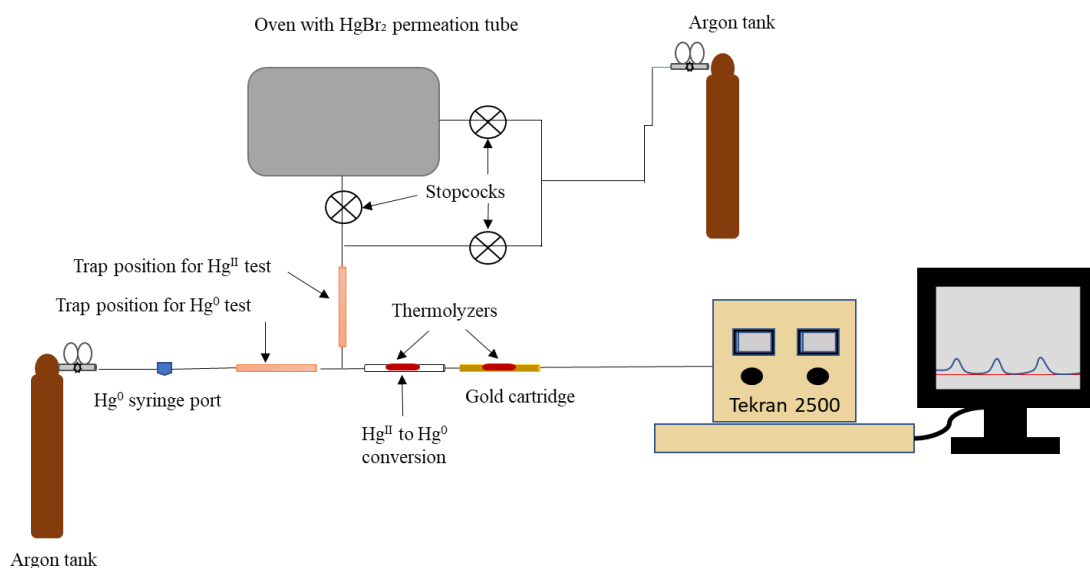 Oven with HgBr₂ permeation tube
Argon tank
Stopcocks
Trap position for Hgᴵᴵ test
Trap position for Hg⁰ test
Thermolyzers
Hg⁰ syringe port
Gold cartridge
Hgᴵᴵ to Hg⁰
conversion
Tekran 2500
Argon tank